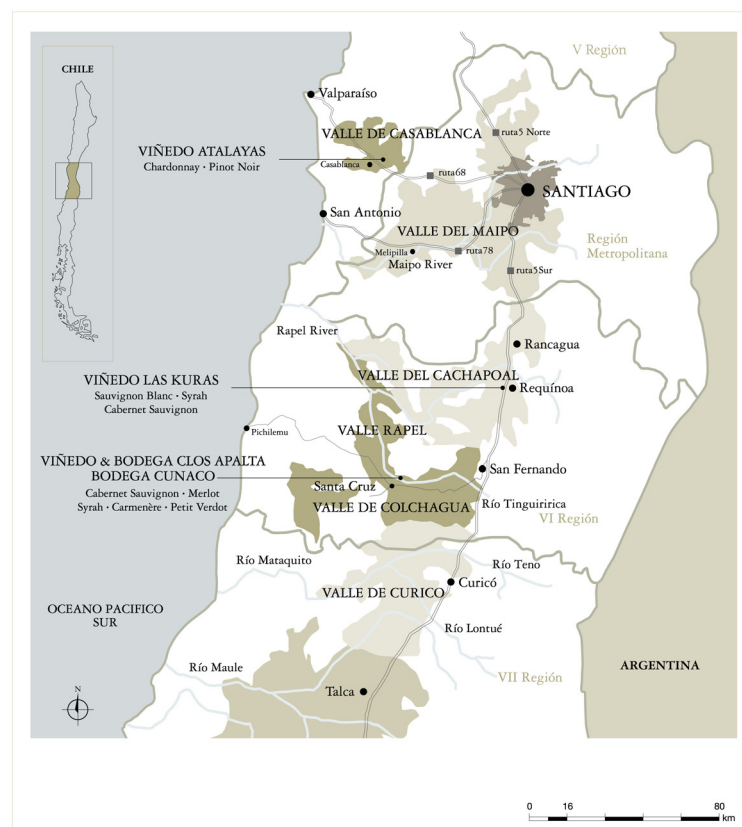 CHILE
V Región
Valparaíso
ruta5 Norte
VALLE DE CASABLANCA
VIÑEDO ATALAYAS
Chardonnay · Pinot Noir
Casablanca
ruta68
SANTIAGO
San Antonio
VALLE DEL MAIPO
Región
Metropolitana
Melipilla
ruta78
Maipo River
ruta5Sur
Rapel River
Rancagua
VALLE DEL CACHAPOAL
VIÑEDO LAS KURAS
Sauvignon Blanc · Syrah
Cabernet Sauvignon
Requínoa
Pichilemu
VALLE RAPEL
VIÑEDO & BODEGA CLOS APALTA
BODEGA CUNACO
Cabernet Sauvignon · Merlot
Syrah · Carmenère · Petit Verdot
San Fernando
Santa Cruz
Río Tinguiririca
VALLE DE COLCHAGUA
VI Región
Río Mataquito
Río Teno
Curicó
VALLE DE CURICO
OCEANO PACIFICO
SUR
Río Lontué
Río Maule
ARGENTINA
VII Región
Talca
N
0 16 80
km